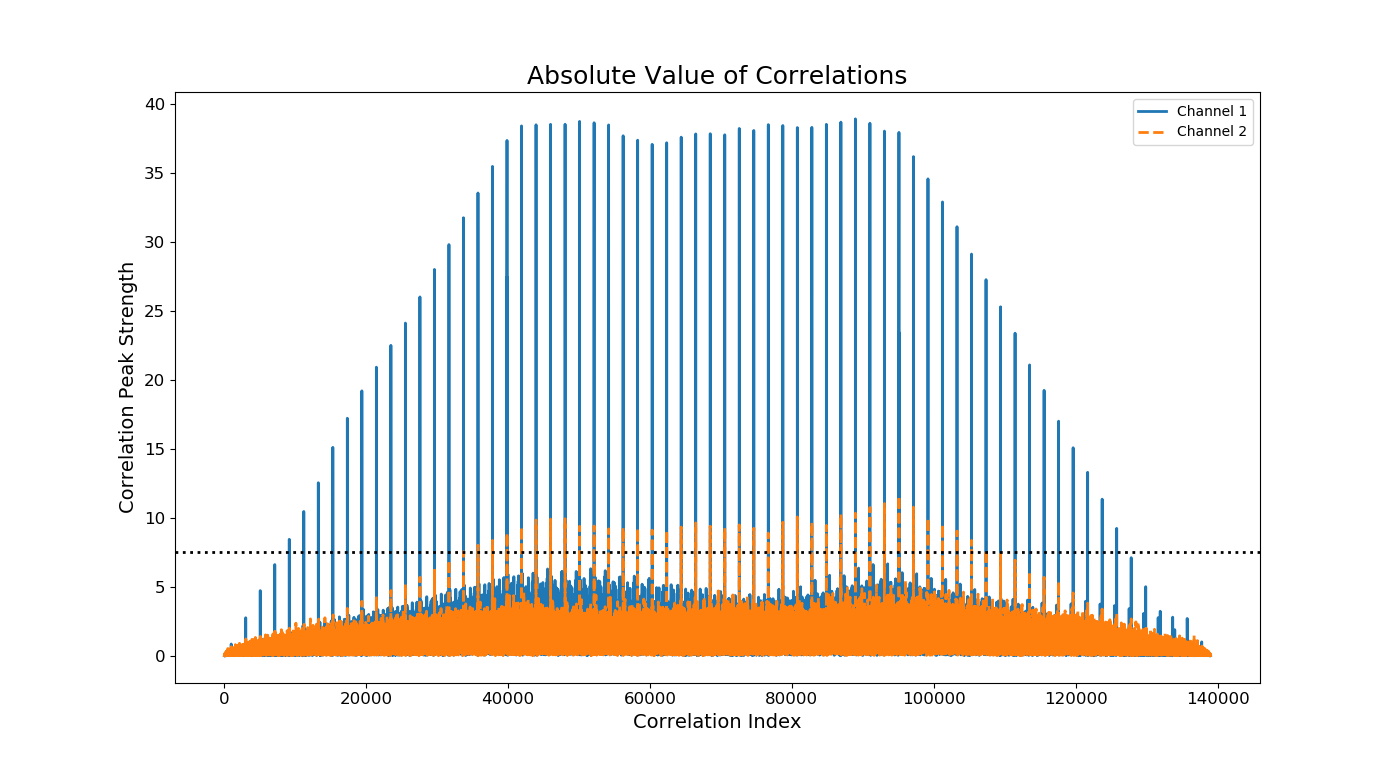 Absolute Value of Correlations
Channel 1
Channel 2
Correlation Peak Strength
40
35
30
25
20
15
10
5
0
0 20000 40000 60000 80000 100000 120000 140000
Correlation Index